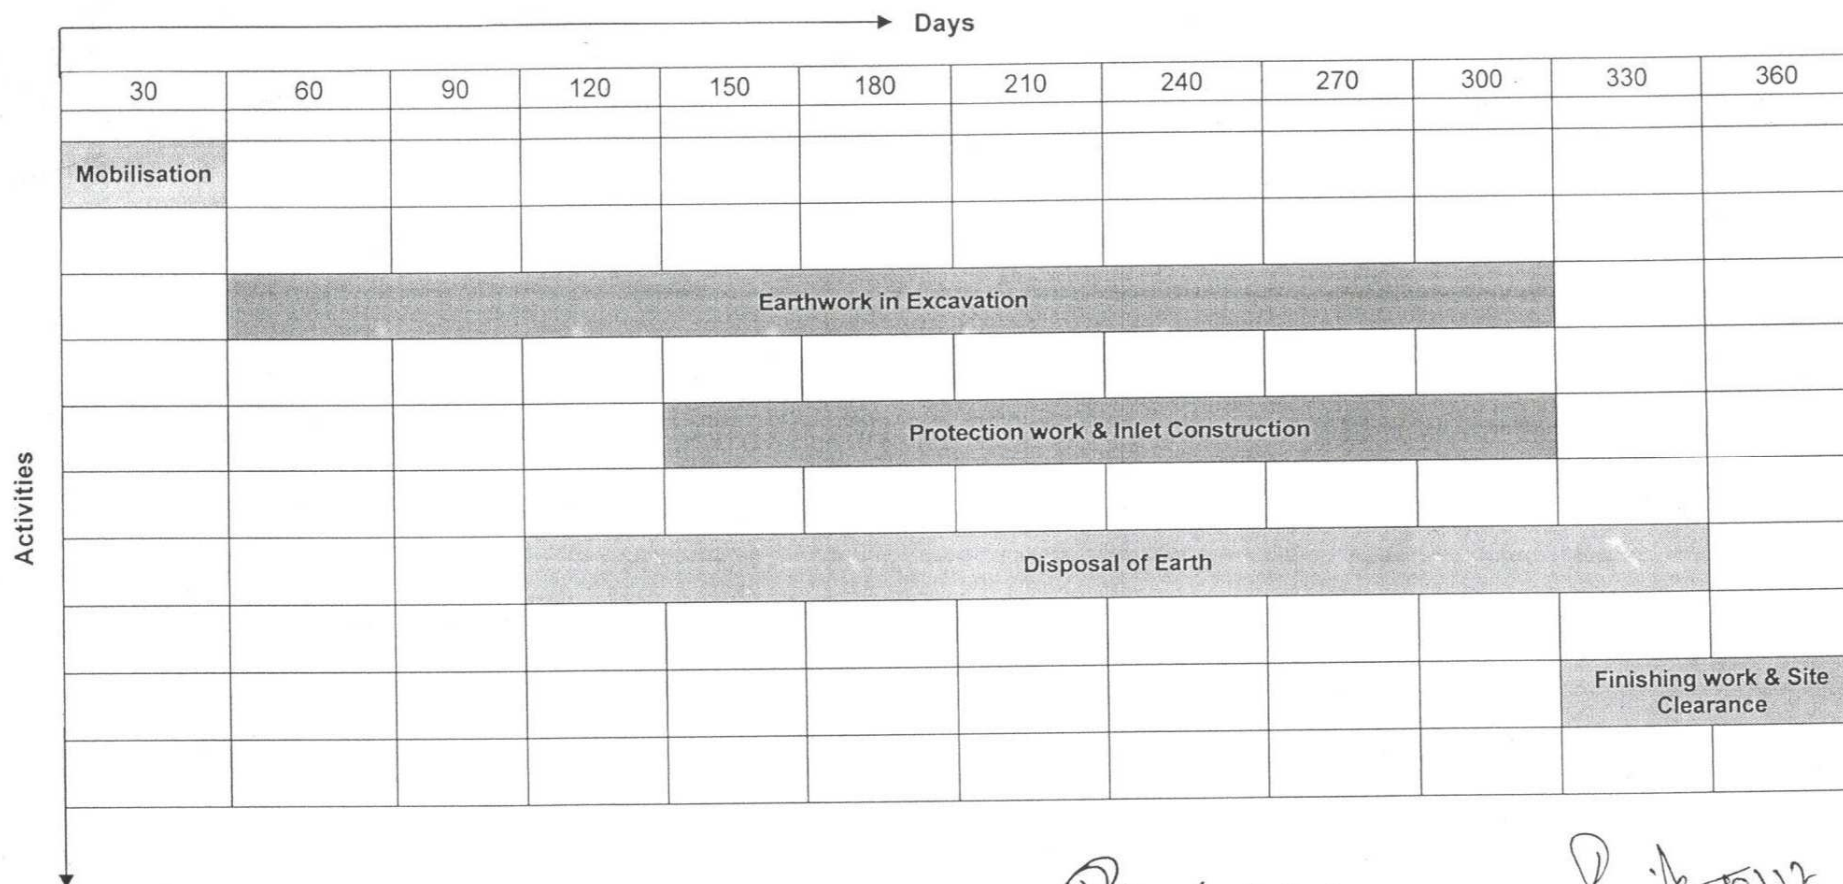 Days
30 60 90 120 150 180 210 240 270 300 330 360
Mobilisation
Earthwork in Excavation
Protection work & Inlet Construction
Activities
Disposal of Earth
Finishing work & Site
Clearance